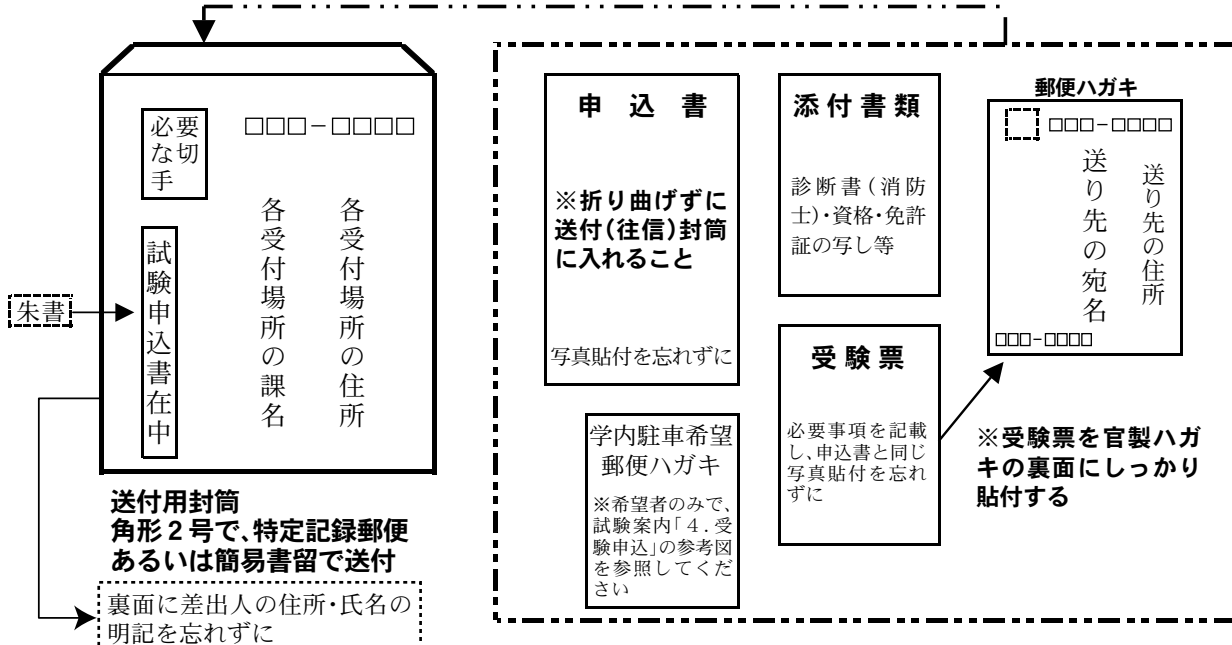 必要
な切
手
□□□-□□□□
各受付場所の住所
各受付場所の課名
試験申込書在中
朱書
送付用封筒
角形2号で、特定記録郵便
あるいは簡易書留で送付
裏面に差出人の住所・氏名の
明記を忘れずに
申込書
※折り曲げずに
送付(往信)封筒
に入れること
写真貼付を忘れずに
学内駐車希望
郵便ハガキ
※希望者のみで、
試験案内「4.受
験申込」の参考図
を参照してくだ
さい
添付書類
診断書(消防
士)・資格・免許
証の写し等
受験票
必要事項を記載
し、申込書と同じ
写真貼付を忘れ
ずに
郵便ハガキ
□□□-□□□□
送り先の住所
送り先の宛名
□□□-□□□□
※受験票を官製ハガ
キの裏面にしっかり
貼付する